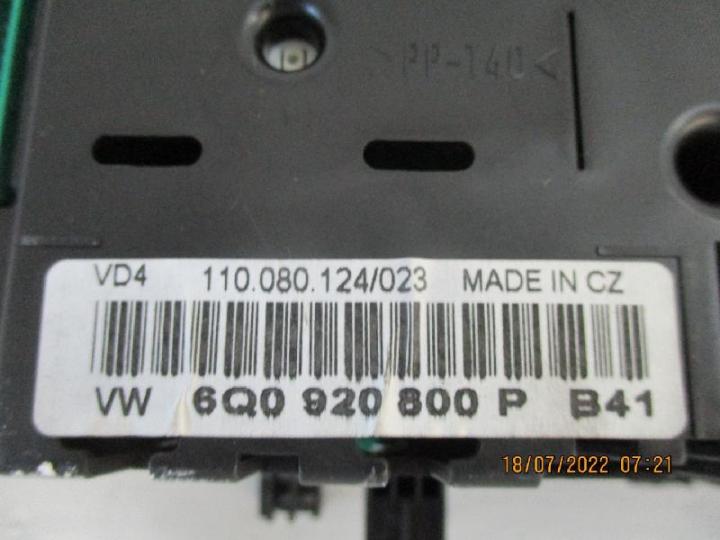 >PP-T40<
VD4 110.080.124/023 MADE IN CZ
VW 6Q0 920 800 P B41
18/07/2022 07:21